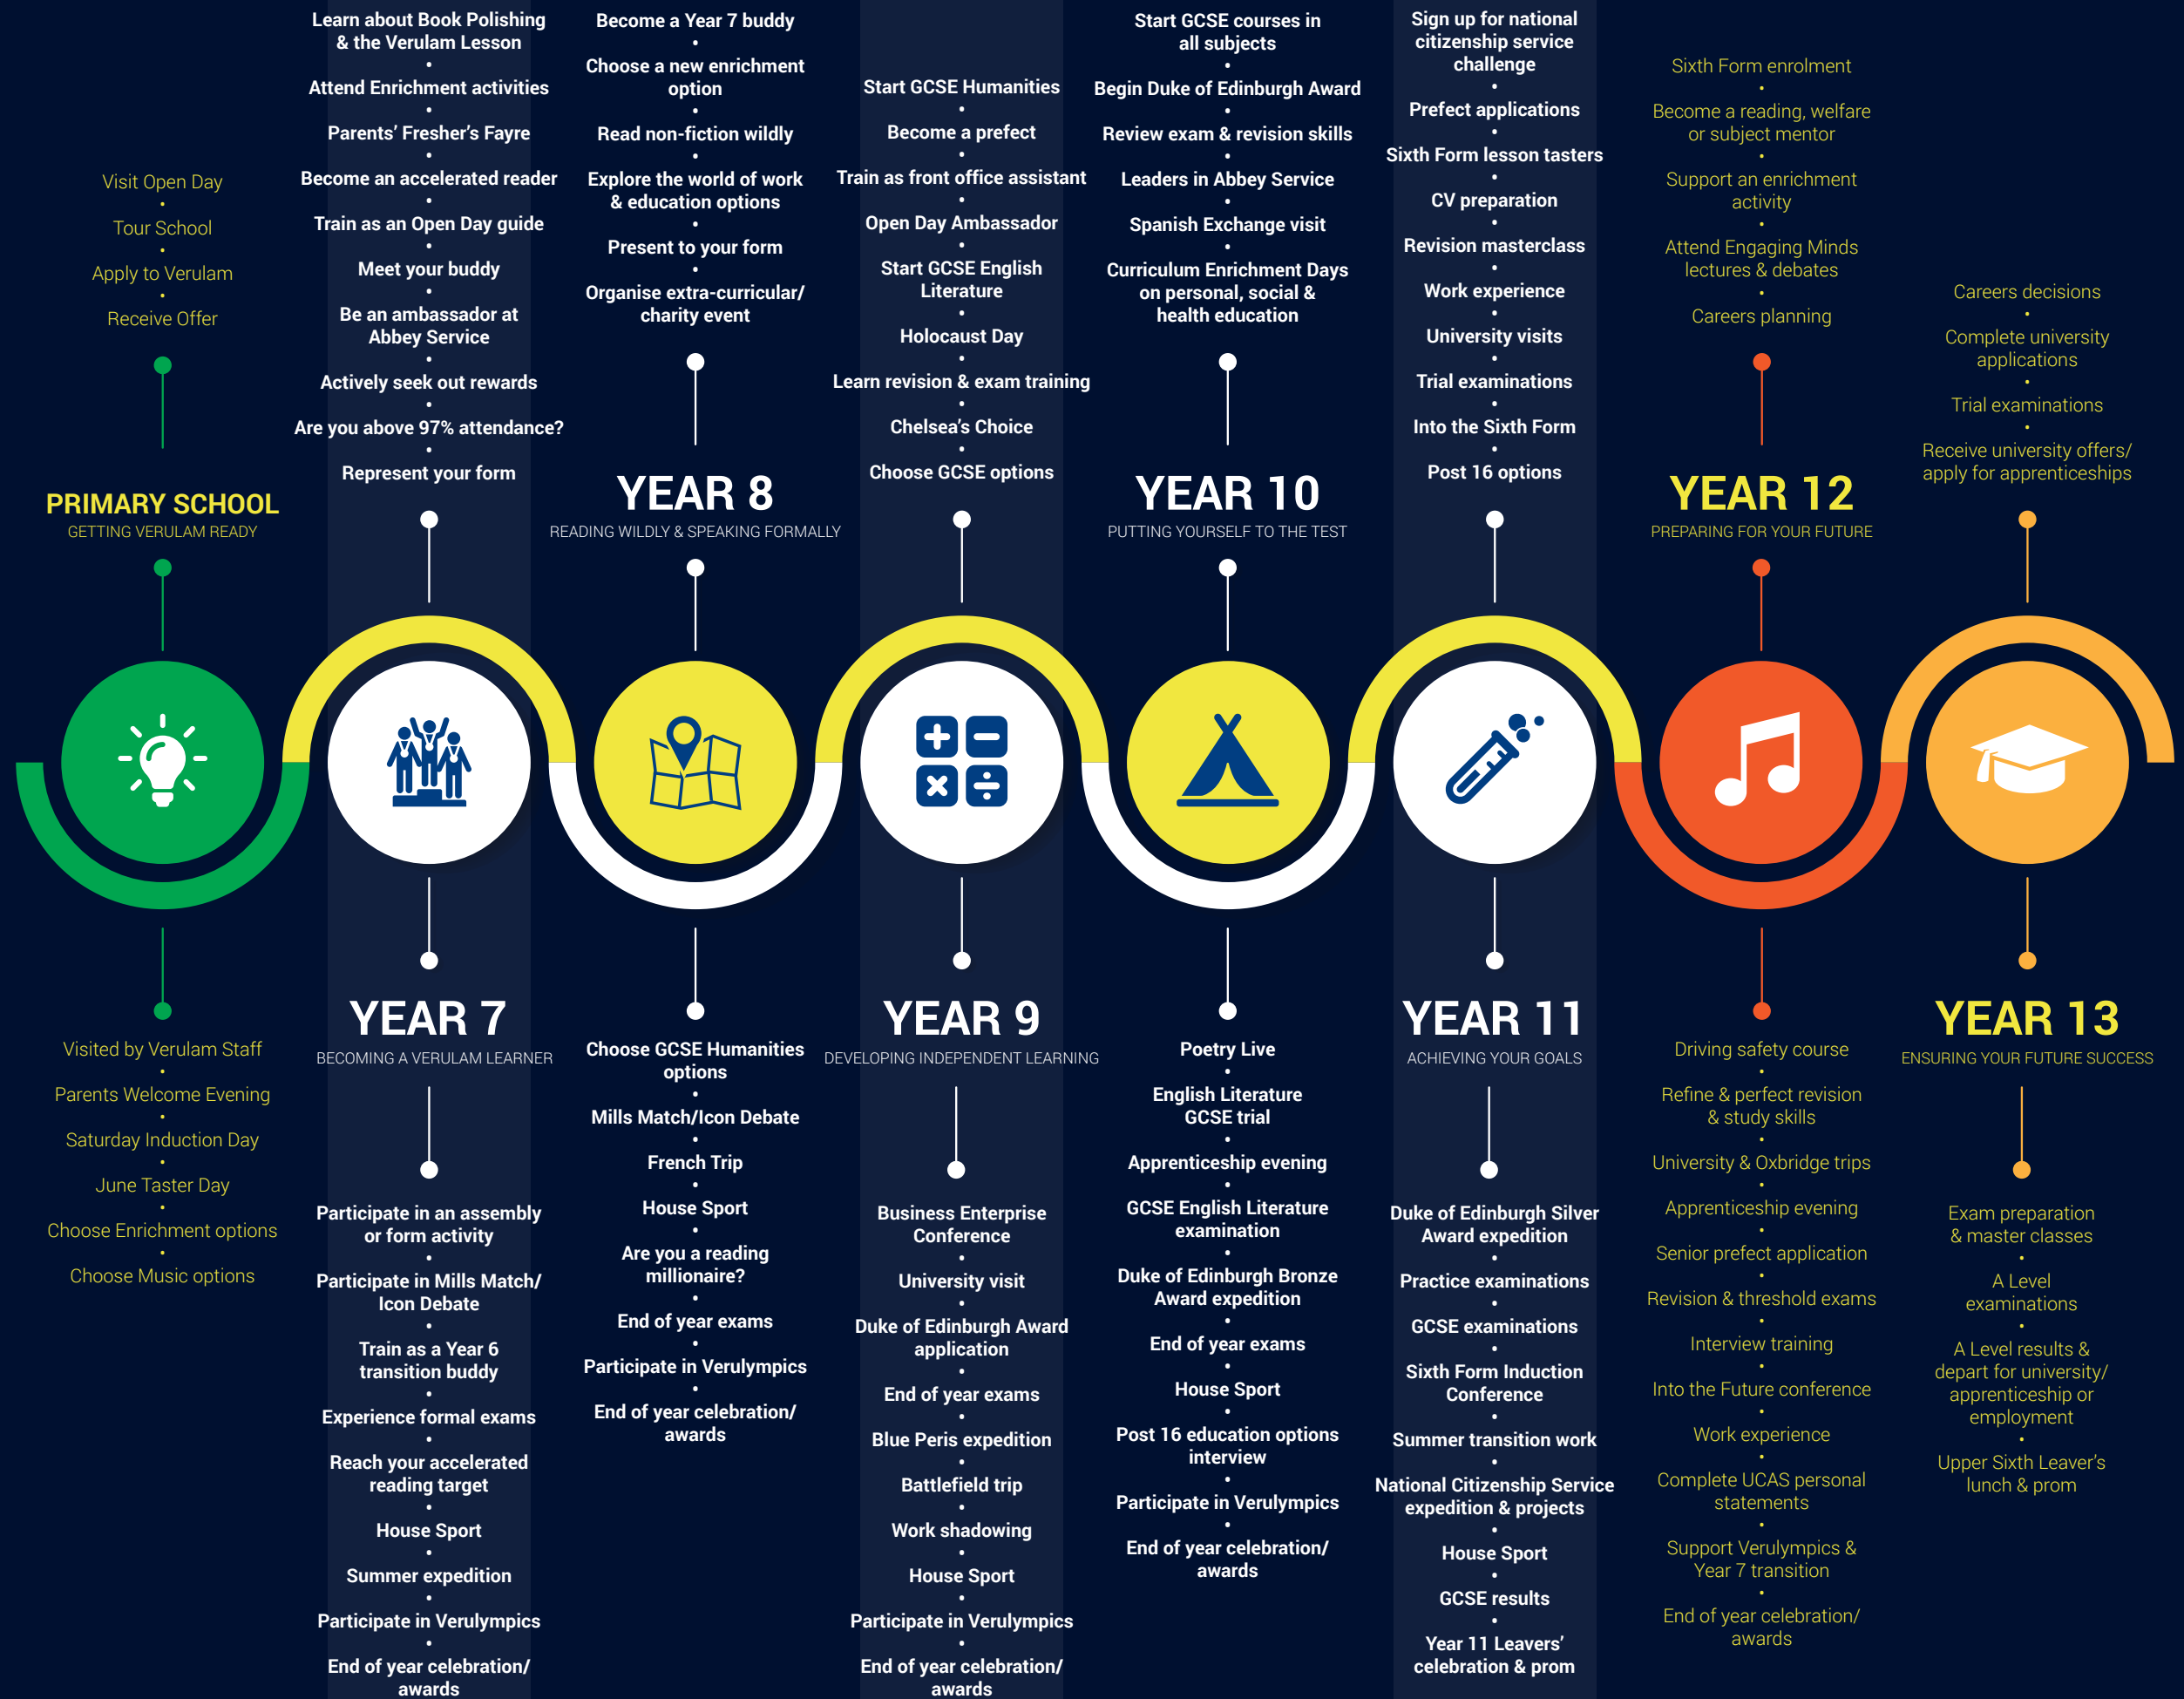 Visit Open Day
Tour School
Apply to Verulam
Receive Offer
PRIMARY SCHOOL
GETTING VERULAM READY
Visited by Verulam Staff
Parents Welcome Evening
Saturday Induction Day
June Taster Day
Choose Enrichment options
Choose Music options
Learn about Book Polishing
& the Verulam Lesson
Attend Enrichment activities
Parents’ Fresher’s Fayre
Become an accelerated reader
Train as an Open Day guide
Meet your buddy
Be an ambassador at
Abbey Service
Actively seek out rewards
Are you above 97% attendance?
Represent your form
YEAR 7
BECOMING A VERULAM LEARNER
Participate in an assembly
or form activity
Participate in Mills Match/
Icon Debate
Train as a Year 6
transition buddy
Experience formal exams
Reach your accelerated
reading target
House Sport
Summer expedition
Participate in Verulympics
End of year celebration/
awards
Become a Year 7 buddy
Choose a new enrichment
option
Read non-fiction wildly
Explore the world of work
& education options
Present to your form
Organise extra-curricular/
charity event
YEAR 8
READING WILDLY & SPEAKING FORMALLY
Choose GCSE Humanities
options
Mills Match/Icon Debate
French Trip
House Sport
Are you a reading
millionaire?
End of year exams
Participate in Verulympics
End of year celebration/
awards
Start GCSE Humanities
Become a prefect
Train as front office assistant
Open Day Ambassador
Start GCSE English
Literature
Holocaust Day
Learn revision & exam training
Chelsea’s Choice
Choose GCSE options
YEAR 9
DEVELOPING INDEPENDENT LEARNING
Business Enterprise
Conference
University visit
Duke of Edinburgh Award
application
End of year exams
Blue Peris expedition
Battlefield trip
Work shadowing
House Sport
Participate in Verulympics
End of year celebration/
awards
Start GCSE courses in
all subjects
Begin Duke of Edinburgh Award
Review exam & revision skills
Leaders in Abbey Service
Spanish Exchange visit
Curriculum Enrichment Days
on personal, social &
health education
YEAR 10
PUTTING YOURSELF TO THE TEST
Poetry Live
English Literature
GCSE trial
Apprenticeship evening
GCSE English Literature
examination
Duke of Edinburgh Bronze
Award expedition
End of year exams
House Sport
Post 16 education options
interview
Participate in Verulympics
End of year celebration/
awards
Sign up for national
citizenship service
challenge
Prefect applications
Sixth Form lesson tasters
CV preparation
Revision masterclass
Work experience
University visits
Trial examinations
Into the Sixth Form
Post 16 options
YEAR 11
ACHIEVING YOUR GOALS
Duke of Edinburgh Silver
Award expedition
Practice examinations
GCSE examinations
Sixth Form Induction
Conference
Summer transition work
National Citizenship Service
expedition & projects
House Sport
GCSE results
Year 11 Leavers’
celebration & prom
Sixth Form enrolment
Become a reading, welfare
or subject mentor
Support an enrichment
activity
Attend Engaging Minds
lectures & debates
Careers planning
YEAR 12
PREPARING FOR YOUR FUTURE
Driving safety course
Refine & perfect revision
& study skills
University & Oxbridge trips
Apprenticeship evening
Senior prefect application
Revision & threshold exams
Interview training
Into the Future conference
Work experience
Complete UCAS personal
statements
Support Verulympics &
Year 7 transition
End of year celebration/
awards
Careers decisions
Complete university
applications
Trial examinations
Receive university offers/
apply for apprenticeships
YEAR 13
ENSURING YOUR FUTURE SUCCESS
Exam preparation
& master classes
A Level
examinations
A Level results &
depart for university/
apprenticeship or
employment
Upper Sixth Leaver’s
lunch & prom